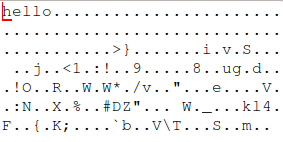 hello.......................
............................
............>}.......i.v.S...
..j..<1.:!..9.....8..ug.d..
.!O..R..W.W*./v.."...e....V.
.:N..X.%..#DZ"... W._...kl4.
F..{.K;....`b..V\T...S..m..